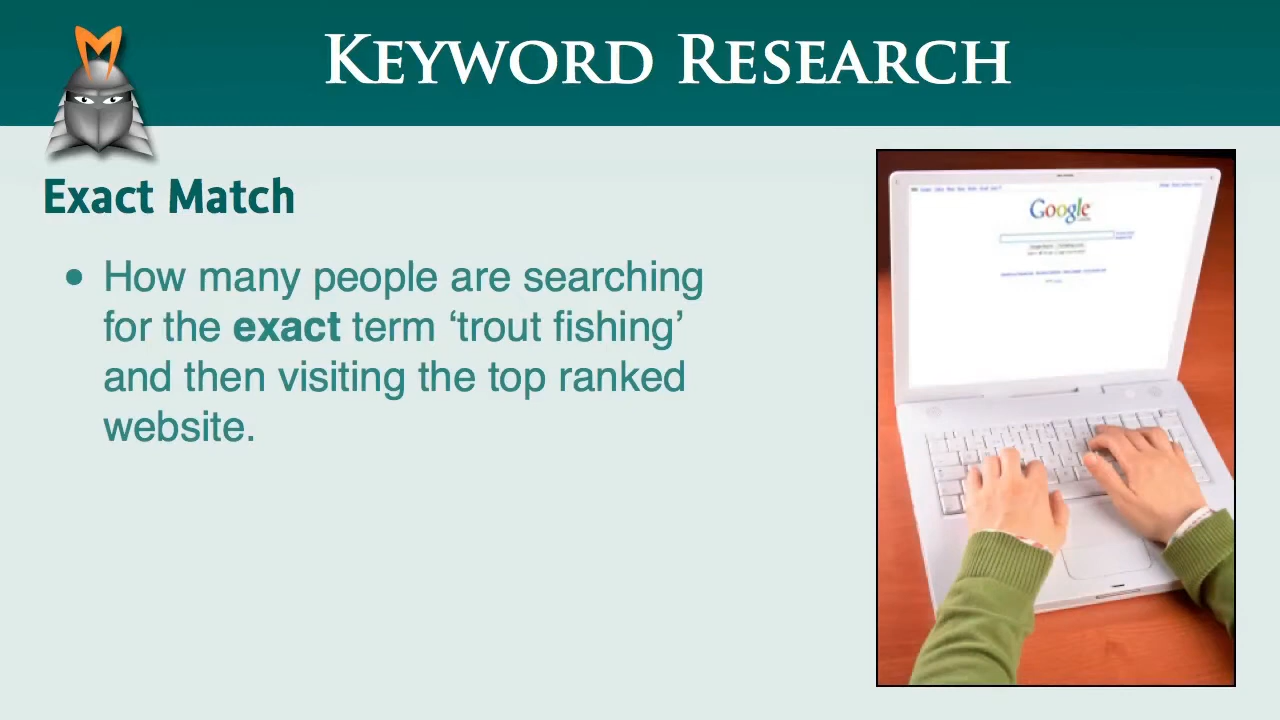 KEYWORD RESEARCH
Exact Match
• How many people are searching
for the exact term ‘trout fishing’
and then visiting the top ranked
website.
Google